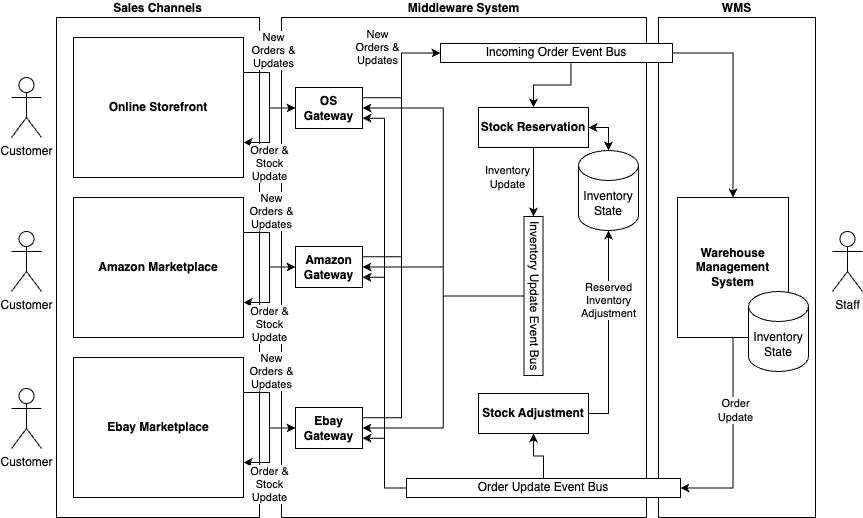 Sales Channels
Middleware System
WMS
New
Orders &
Updates
New
Orders &
Updates
Incoming Order Event Bus
Online Storefront
OS
Gateway
Stock Reservation
Customer
Order &
Stock
Update
Inventory
Update
Inventory
State
New
Orders &
Updates
Amazon Marketplace
Amazon
Gateway
Inventory Update Event Bus
Warehouse
Management
System
Customer
Staff
Order &
Stock
Update
Reserved
Inventory
Adjustment
Inventory
State
New
Orders &
Updates
Ebay Marketplace
Ebay
Gateway
Stock Adjustment
Order
Update
Customer
Order &
Stock
Update
Order Update Event Bus